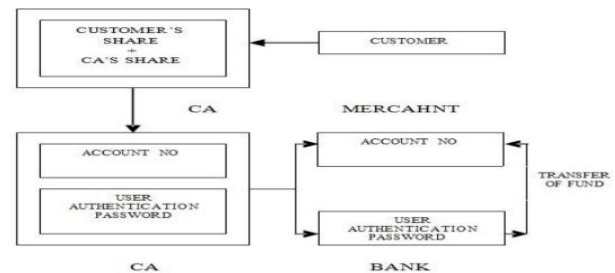 CUSTOMER'S
SHARE
+
CA'S SHARE
CUSTOMER
CA
MERCAHNT
ACCOUNT NO
USER
AUTHENTICATION
PASSWORD
ACCOUNT NO
TRANSFER
OF FUND
USER
AUTHENTICATION
PASSWORD
CA
BANK